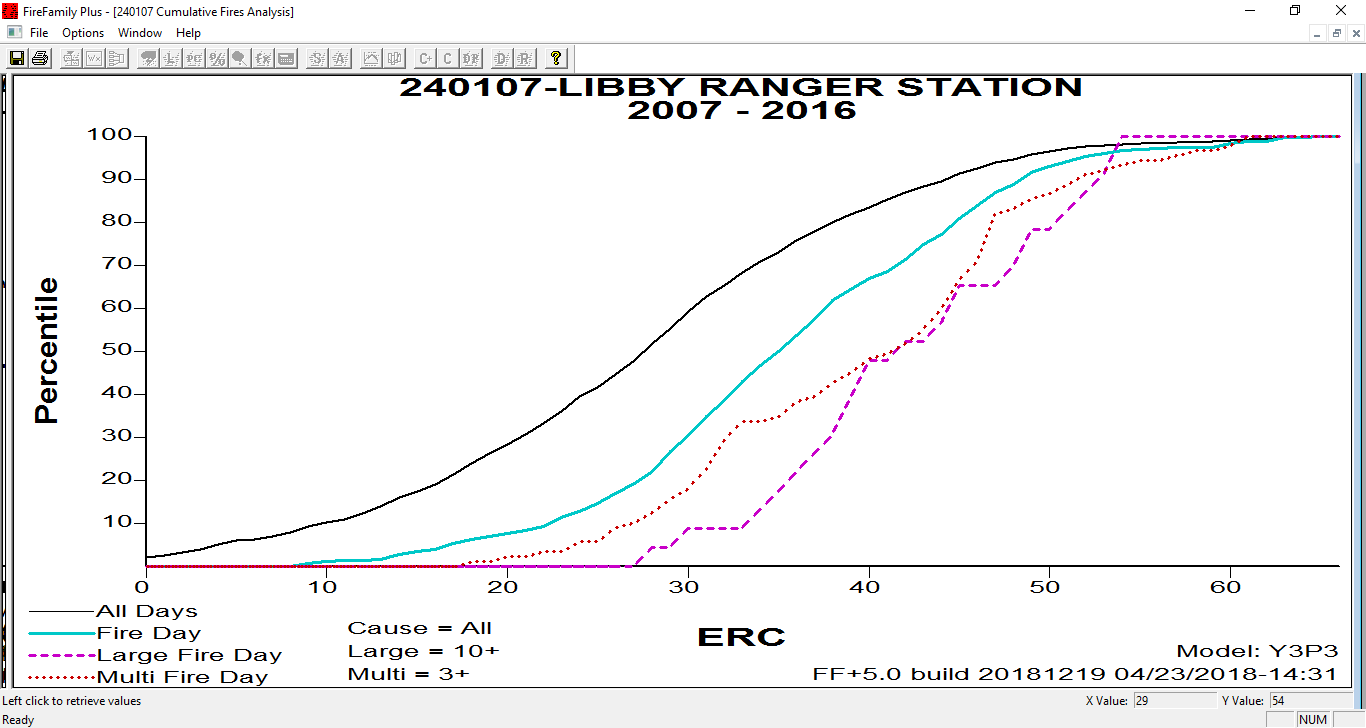 FireFamily Plus - [240107 Cumulative Fires Analysis]
File Options Window Help
240107-LIBBY RANGER STATION
2007 - 2016
Percentile
100
90
80
70
60
50
40
30
20
10
0 10 20 30 40 50 60
ERC
All Days
Fire Day
Large Fire Day
Multi Fire Day
Cause = All
Large = 10+
Multi = 3+
Model: Y3P3
FF+5.0 build 20181219 04/23/2018-14:31
Left click to retrieve values
X Value: 29 Y Value: 54
Ready
NUM